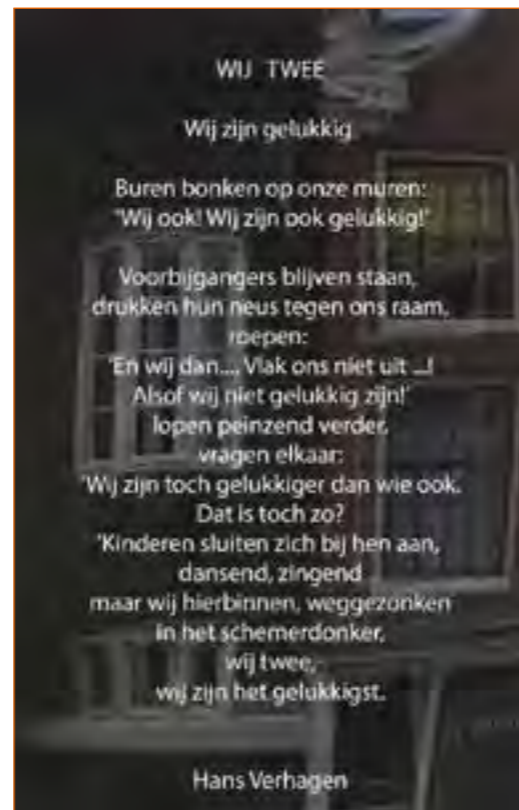 WIJ TWEE
Wij zijn gelukkig
Buren bonken op onze muren:
'Wij ook! Wij zijn ook gelukkig!'
Voorbijgangers blijven staan,
drukken hun neus tegen ons raam,
roepen:
'En wij dan.... Vlak ons niet uit ...!
Alsof wij niet gelukkig zijn!'
lopen peinzend verder,
vragen elkaar:
'Wij zijn toch gelukkiger dan wie ook.
Dat is toch zo?
'Kinderen sluiten zich bij hen aan,
dansend, zingend
maar wij hierbinnen, weggezonken
in het schemerdonker,
wij twee,
wij zijn het gelukkigst.
Hans Verhagen